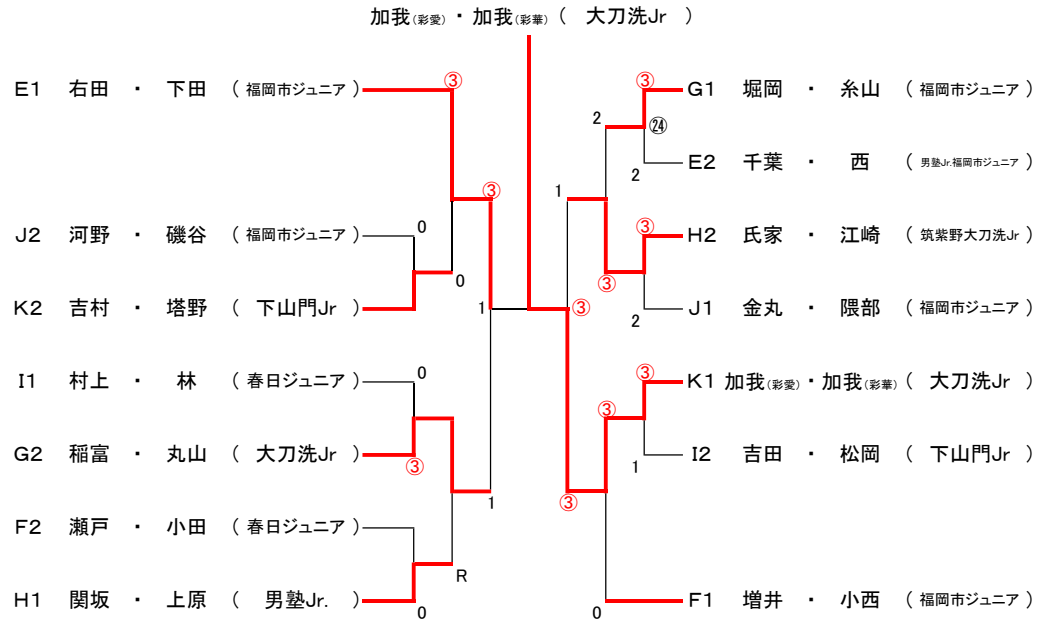 加我(彩愛) ・ 加我(彩華) ( 大刀洗Jr )
E1 右田 ・ 下田 ( 福岡市ジュニア )
J2 河野 ・ 磯谷 ( 福岡市ジュニア )
K2 吉村 ・ 塔野 ( 下山門Jr )
I1 村上 ・ 林 ( 春日ジュニア )
G2 稲富 ・ 丸山 ( 大刀洗Jr )
F2 瀬戸 ・ 小田 ( 春日ジュニア )
H1 関坂 ・ 上原 ( 男塾Jr. )
③
0
0
③
0
③
R
0
1
1
G1 堀岡 ・ 糸山 ( 福岡市ジュニア )
E2 千葉 ・ 西 ( 男塾Jr.福岡市ジュニア )
H2 氏家 ・ 江崎 ( 筑紫野大刀洗Jr )
J1 金丸 ・ 隈部 ( 福岡市ジュニア )
K1 加我(彩愛) ・ 加我(彩華) ( 大刀洗Jr )
I2 吉田 ・ 松岡 ( 下山門Jr )
F1 増井 ・ 小西 ( 福岡市ジュニア )
③
2
㉔
2
1
③
③
2
③
③
③
1
③
0